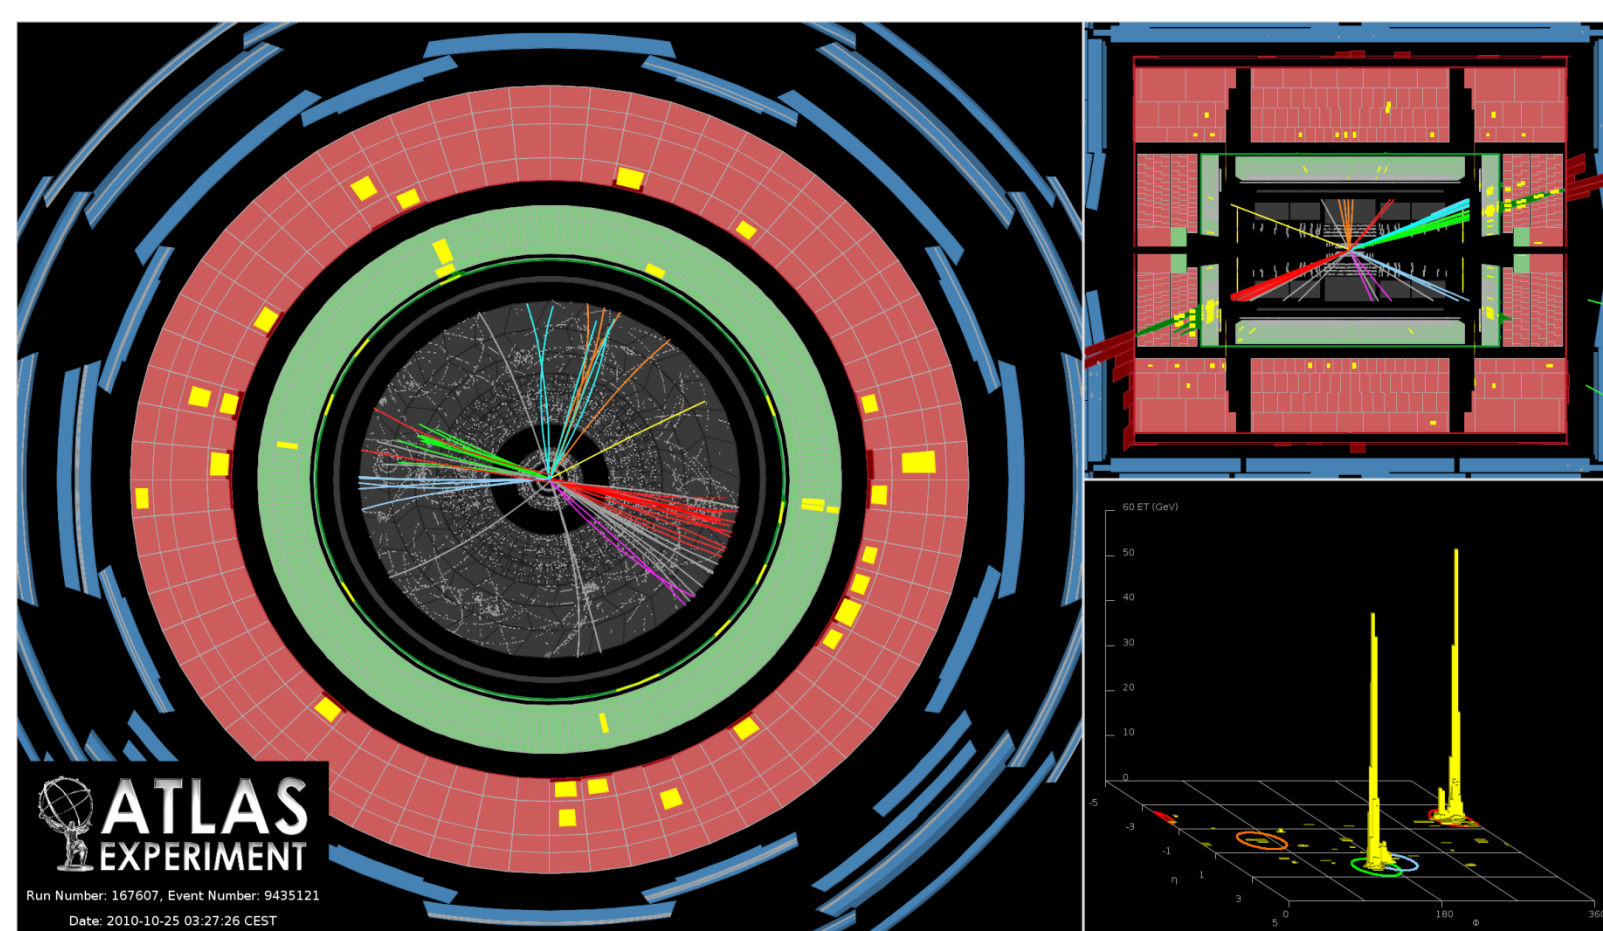 ATLAS
EXPERIMENT
Run Number: 167607, Event Number: 9435121
Date: 2010-10-25 03:27:26 CEST
60 ET (GeV)
50
40
30
20
10
0
-5
-3
-1
1
η
3
5
0
180
Φ
360